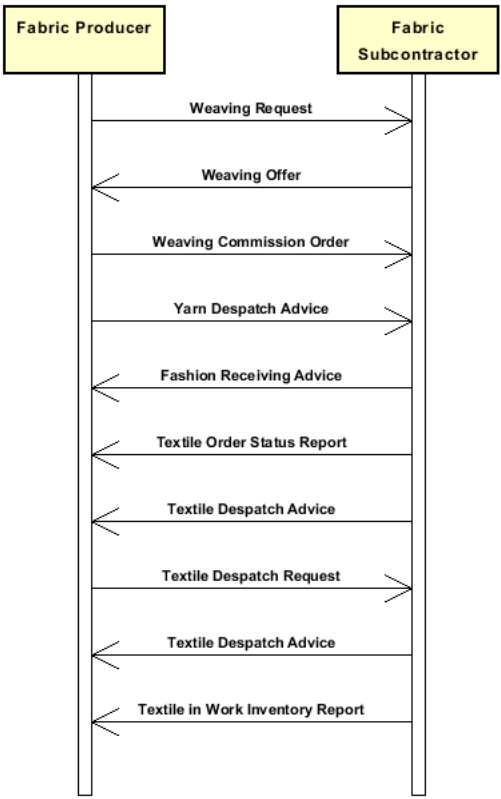 Fabric Producer
Fabric
Subcontractor
Weaving Request
Weaving Offer
Weaving Commission Order
Yarn Despatch Advice
Fashion Receiving Advice
Textile Order Status Report
Textile Despatch Advice
Textile Despatch Request
Textile Despatch Advice
Textile in Work Inventory Report